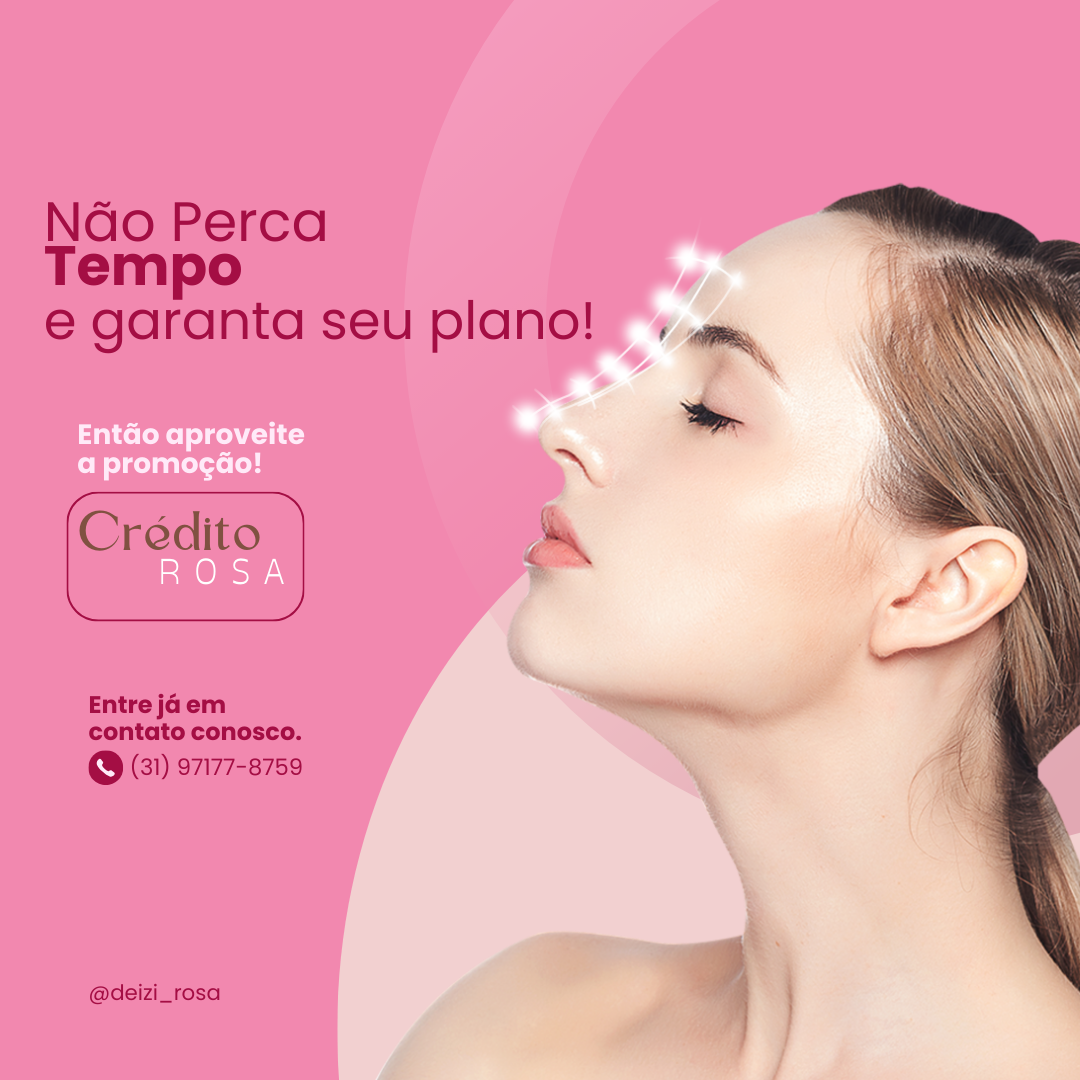 Não Perca
Tempo
e garanta seu plano!
Então aproveite
a promoção!
Crédito
ROSA
Entre já em
contato conosco.
(31) 97177-8759
@deizi_rosa